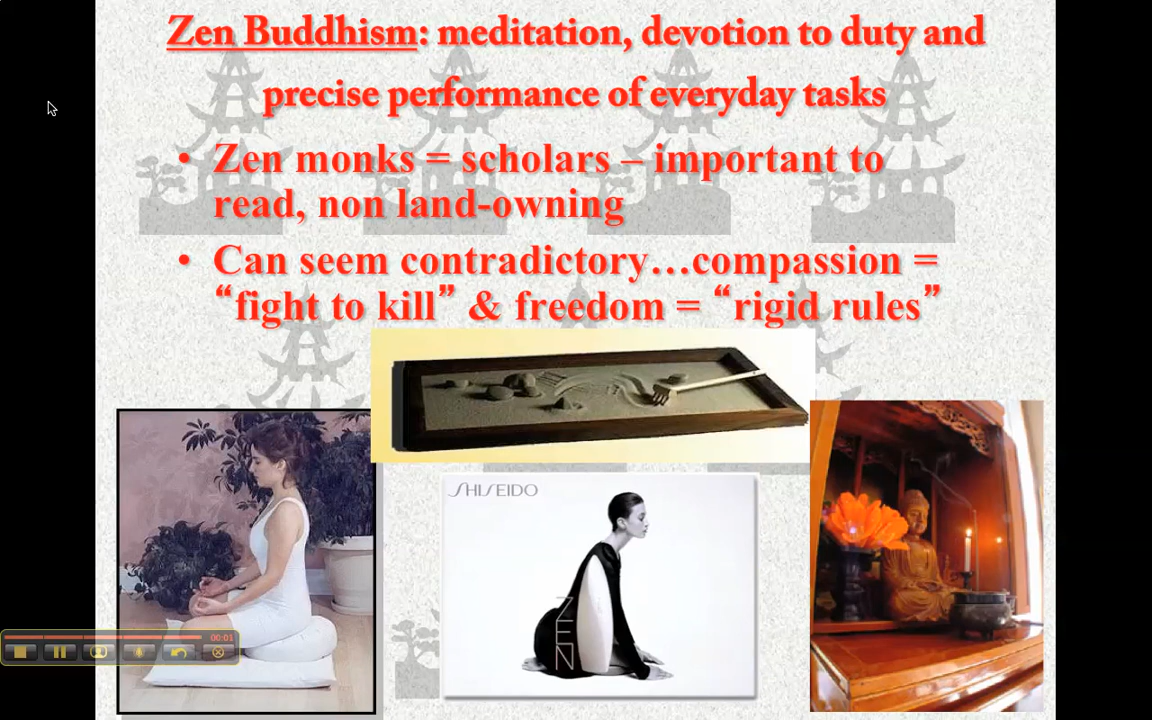 Zen Buddhism: meditation, devotion to duty and
precise performance of everyday tasks
• Zen monks = scholars – important to
read, non land-owning
• Can seem contradictory…compassion =
“fight to kill” & freedom = “rigid rules”
SHISEIDO
ZEN
00:01